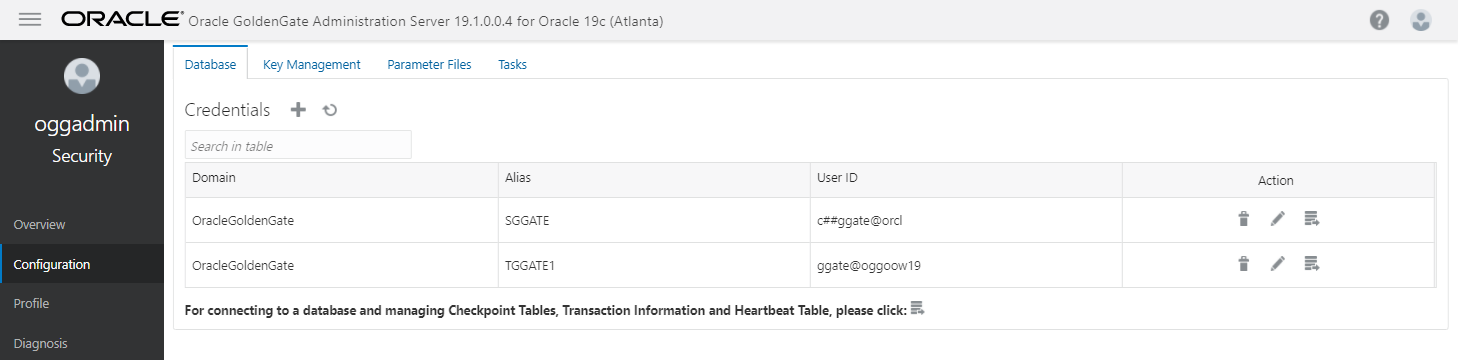 ORACLE® Oracle GoldenGate Administration Server 19.1.0.0.4 for Oracle 19c (Atlanta) ?
oggadmin
Security
Overview
Configuration
Profile
Diagnosis
Database Key Management Parameter Files Tasks
Credentials
Search in table
Domain Alias User ID Action
OracleGoldenGate SGGATE c##ggate@orcl
OracleGoldenGate TGGATE1 ggate@oggoow19
For connecting to a database and managing Checkpoint Tables, Transaction Information and Heartbeat Table, please click: